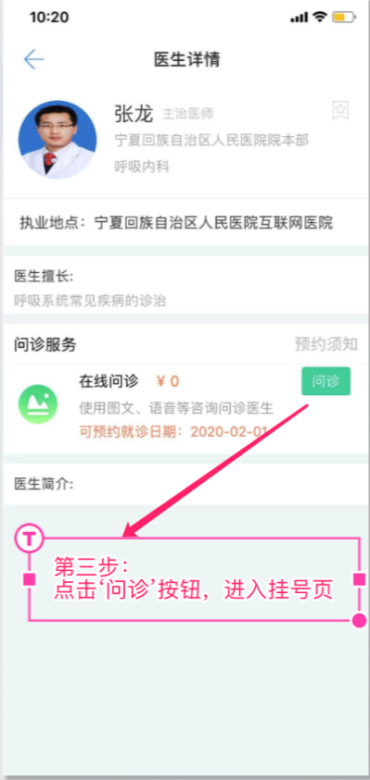 10:20
医生详情
张龙 主治医师
宁夏回族自治区人民医院院本部
呼吸内科
执业地点：宁夏回族自治区人民医院互联网医院
医生擅长:
呼吸系统常见疾病的诊治
问诊服务 预约须知
在线问诊 ￥0 问诊
使用图文、语音等咨询问诊医生
可预约就诊日期：2020-02-01
医生简介:
T
第三步：
点击‘问诊’按钮，进入挂号页